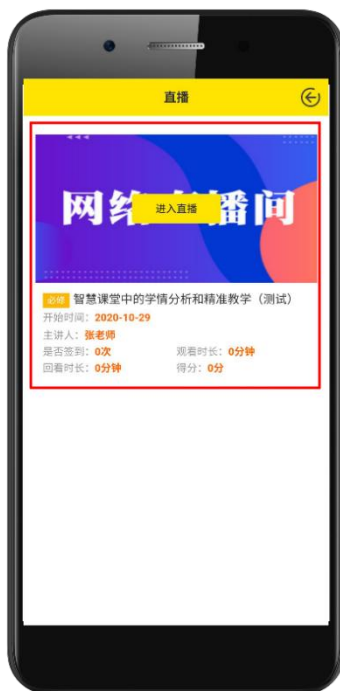 直播
网络直播间
进入直播
必修 智慧课堂中的学情分析和精准教学（测试）
开始时间：2020-10-29
主讲人：张老师
是否签到：0次 观看时长：0分钟
回看时长：0分钟 得分：0分